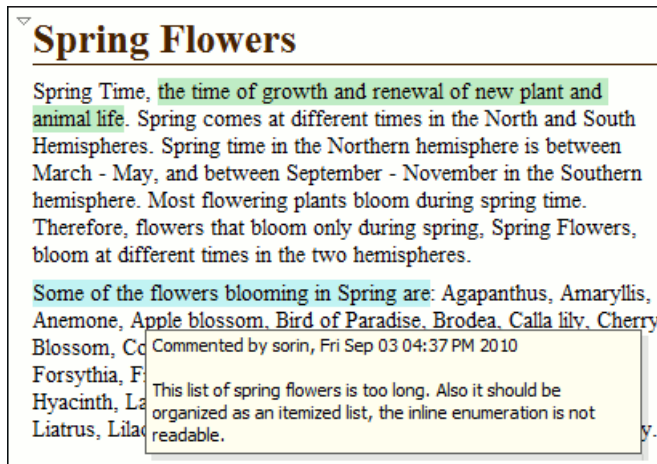 Spring Flowers
Spring Time, the time of growth and renewal of new plant and
animal life. Spring comes at different times in the North and South
Hemispheres. Spring time in the Northern hemisphere is between
March - May, and between September - November in the Southern
hemisphere. Most flowering plants bloom during spring time.
Therefore, flowers that bloom only during spring, Spring Flowers,
bloom at different times in the two hemispheres.
Some of the flowers blooming in Spring are: Agapanthus, Amaryllis,
Anemone, Apple blossom, Bird of Paradise, Brodea, Calla lily, Cherry
Blossom,
Forsythia,
Hyacinth,
Liatrus,
Commented by sorin, Fri Sep 03 04:37 PM 2010
This list of spring flowers is too long. Also it should be
organized as an itemized list, the inline enumeration is not
readable.